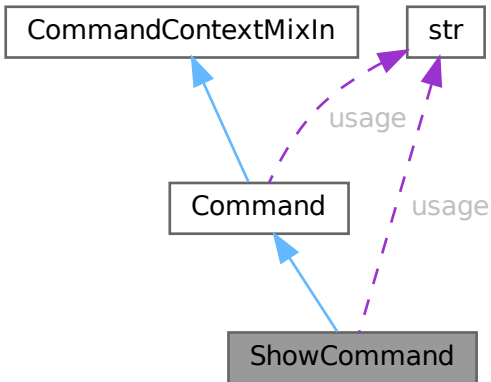 CommandContextMixIn
str
usage
Command
usage
ShowCommand